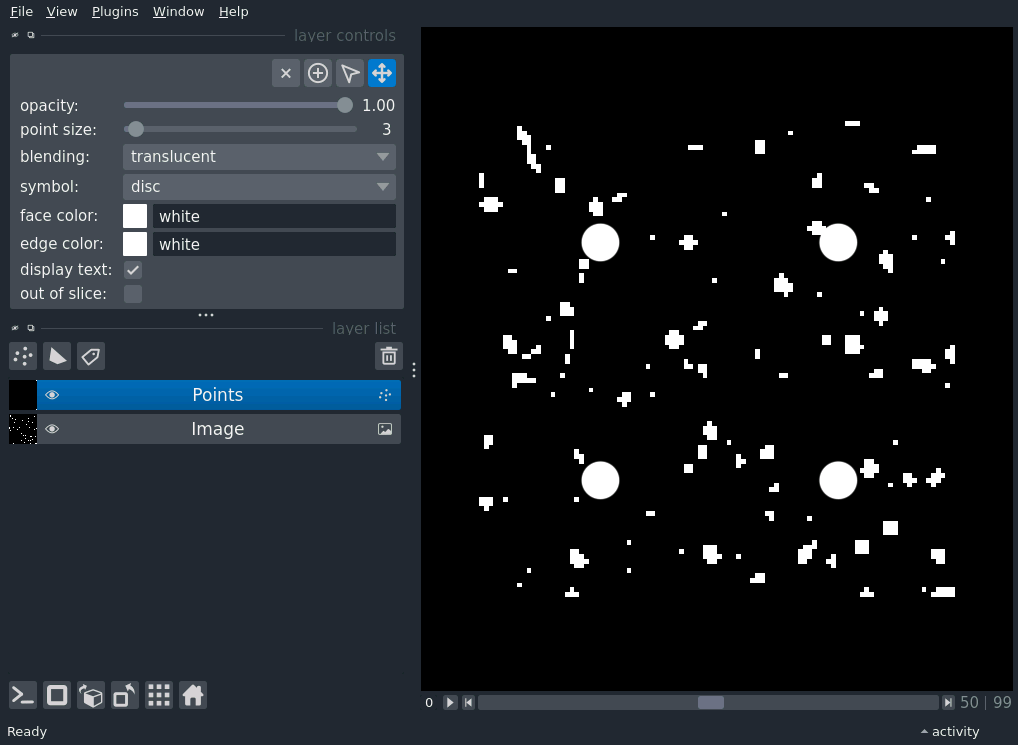 File View Plugins Window Help
layer controls
opacity: 1.00
point size: 3
blending: translucent
symbol: disc
face color: white
edge color: white
display text:
out of slice:
layer list
Points
Image
0 50 | 99
Ready activity